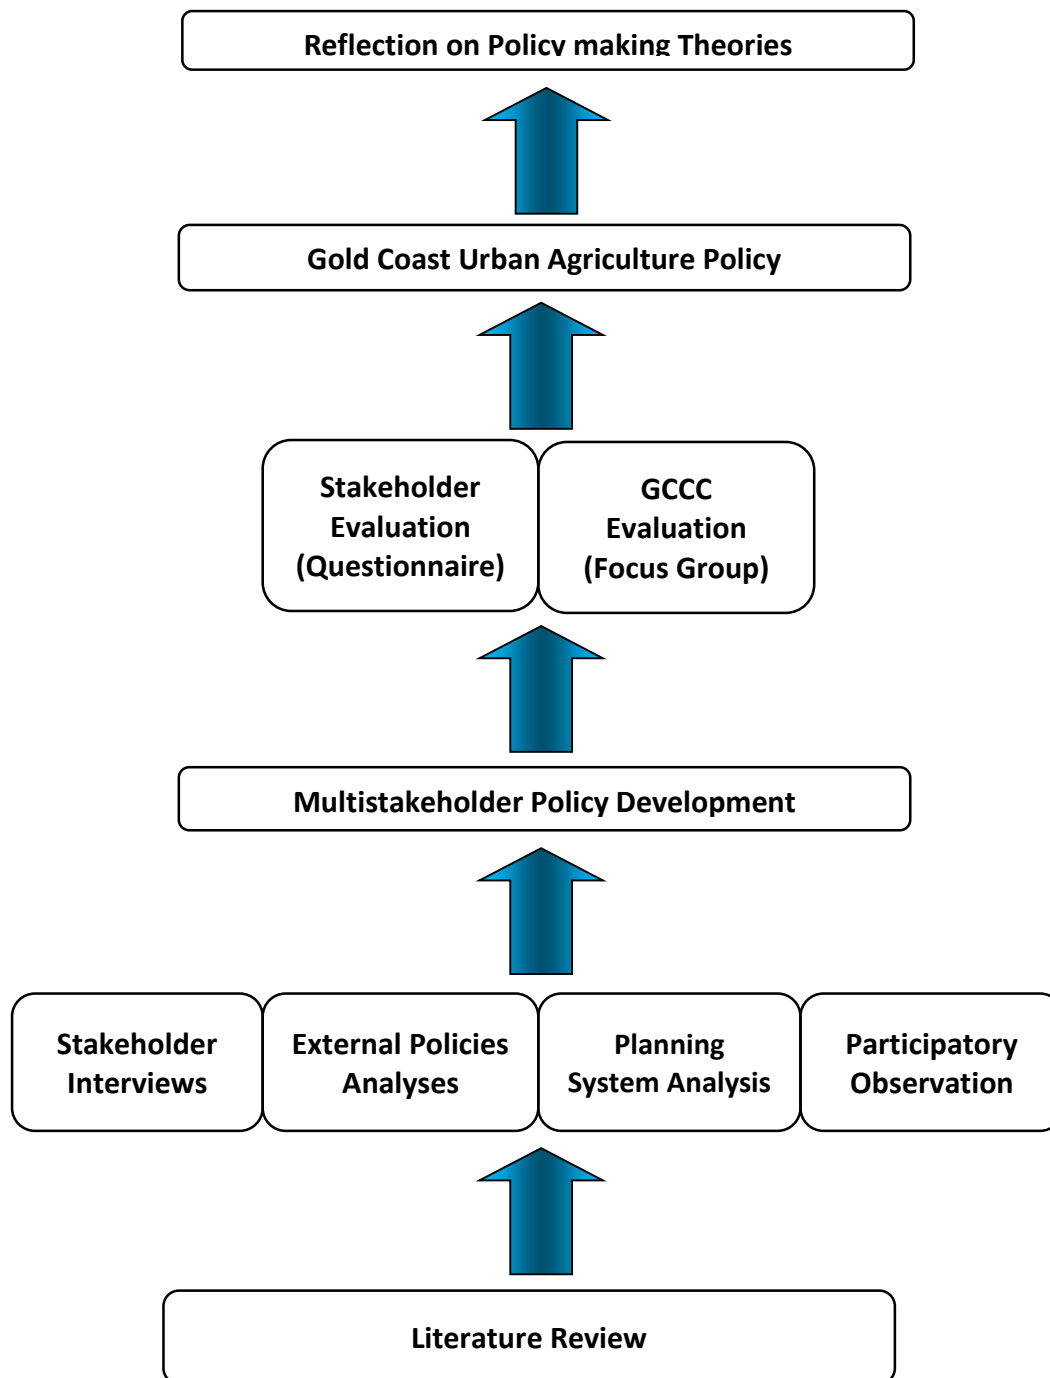 Reflection on Policy making Theories
Gold Coast Urban Agriculture Policy
Stakeholder
Evaluation
(Questionnaire)
GCCC
Evaluation
(Focus Group)
Multistakeholder Policy Development
Stakeholder
Interviews
External Policies
Analyses
Planning
System Analysis
Participatory
Observation
Literature Review